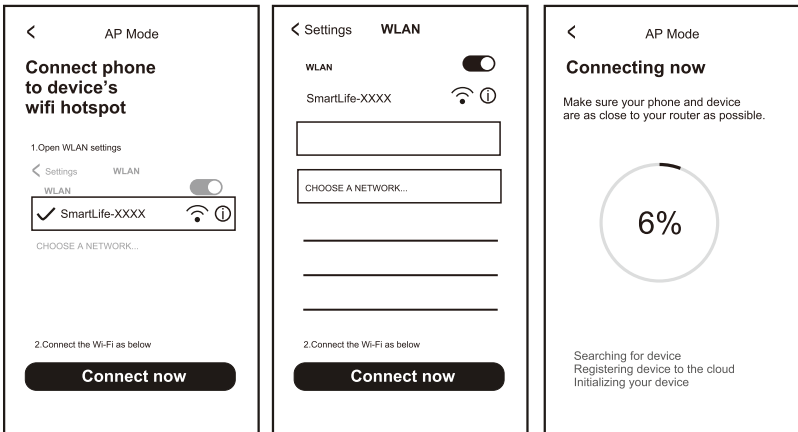 AP Mode
Connect phone
to device's
wifi hotspot
1.Open WLAN settings
Settings WLAN
WLAN
SmartLife-XXXX
CHOOSE A NETWORK...
2.Connect the Wi-Fi as below
Connect now
Settings WLAN
WLAN
SmartLife-XXXX
CHOOSE A NETWORK...
2.Connect the Wi-Fi as below
Connect now
AP Mode
Connecting now
Make sure your phone and device
are as close to your router as possible.
6%
Searching for device
Registering device to the cloud
Initializing your device